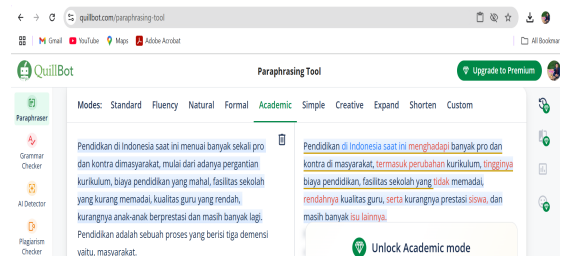 quillbot.com/paraphrasing-tool
Gmail YouTube Maps Adobe Acrobat All Bookmar
QuillBot Paraphrasing Tool Upgrade to Premium
Paraphraser
Grammar
Checker
AI Detector
Plagiarism
Checker
Modes: Standard Fluency Natural Formal Academic Simple Creative Expand Shorten Custom
Pendidikan di Indonesia saat ini menuai banyak sekali pro
dan kontra dimasyarakat, mulai dari adanya pergantian
kurikulum, biaya pendidikan yang mahal, fasilitas sekolah
yang kurang memadai, kualitas guru yang rendah,
kurangnya anak-anak berprestasi dan masih banyak lagi.
Pendidikan adalah sebuah proses yang berisi tiga demensi
yaitu, masyarakat.
Pendidikan di Indonesia saat ini menghadapi banyak pro dan
kontra di masyarakat, termasuk perubahan kurikulum, tingginya
biaya pendidikan, fasilitas sekolah yang tidak memadai,
rendahnya kualitas guru, serta kurangnya prestasi siswa, dan
masih banyak isu lainnya.
Unlock Academic mode